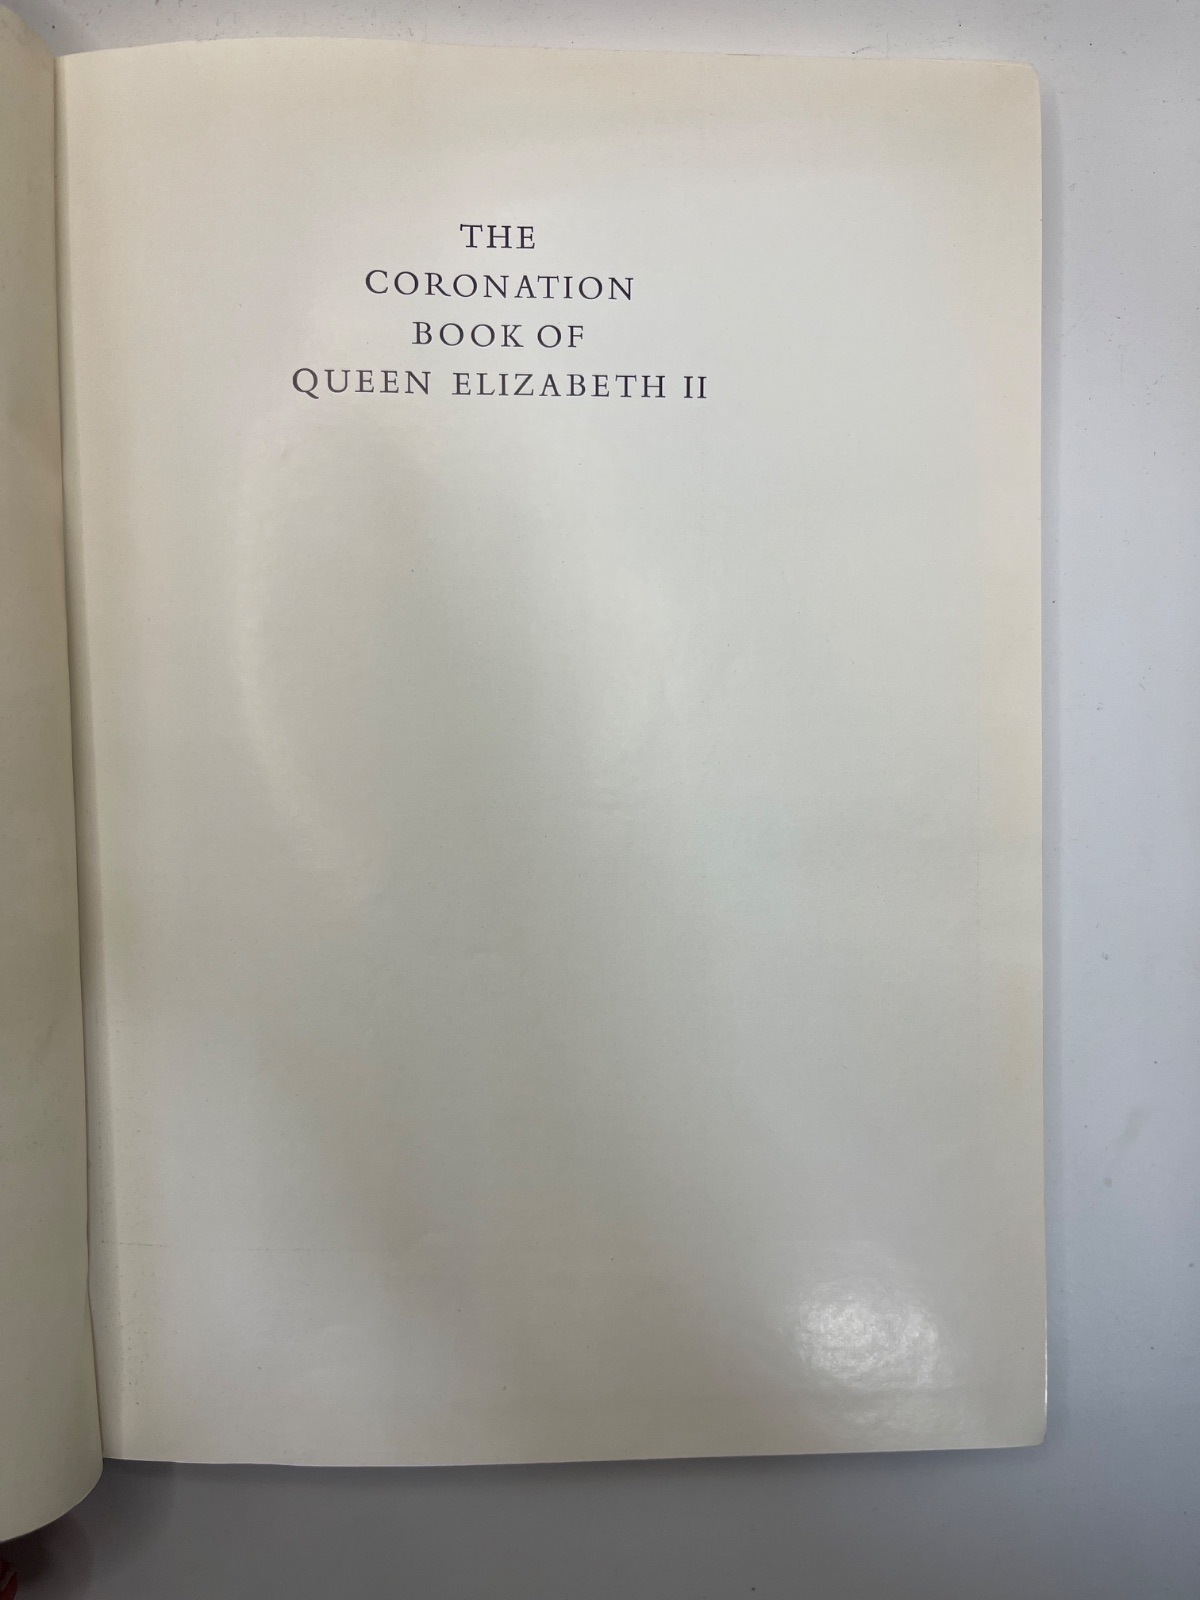 THE
CORONATION
BOOK OF
QUEEN ELIZABETH II